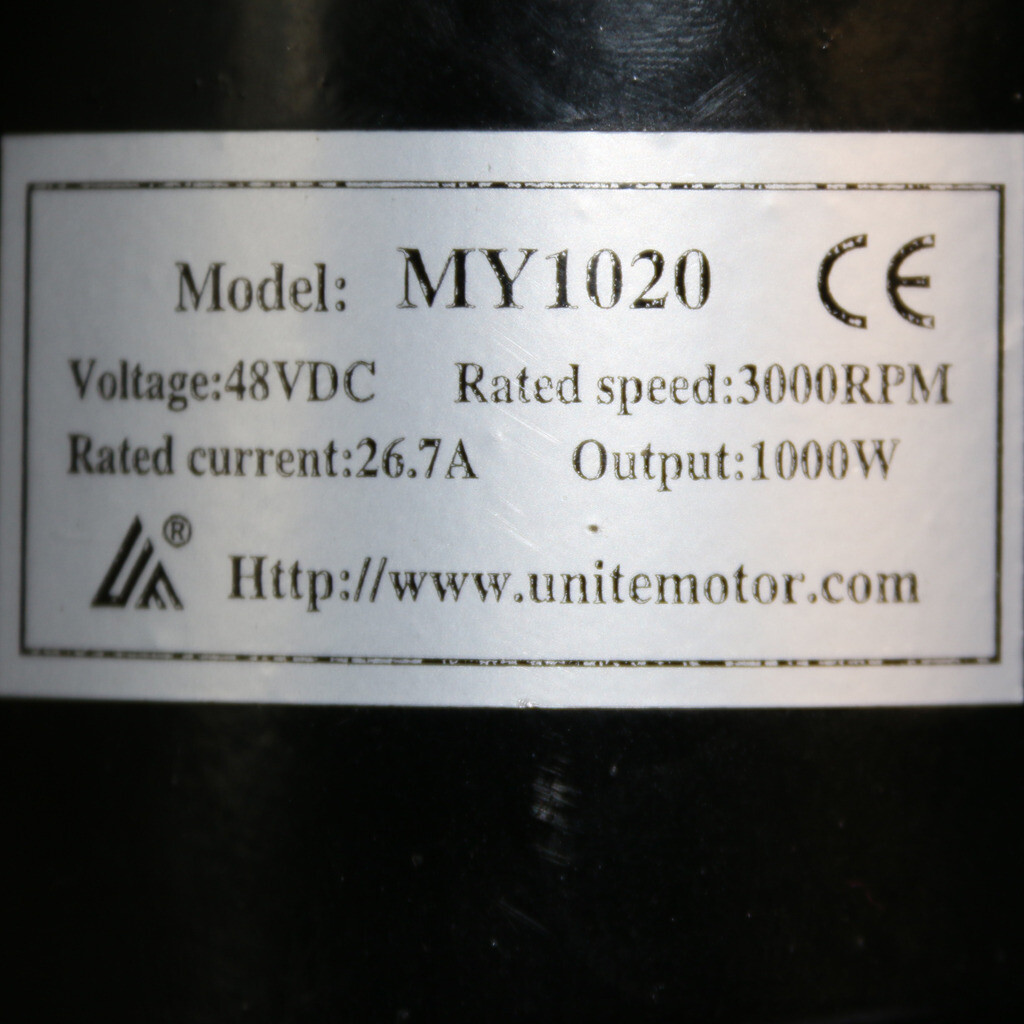 Model: MY1020 CE
Voltage:48VDC Rated speed:3000RPM
Rated current:26.7A Output:1000W
® Http://www.unitemotor.com